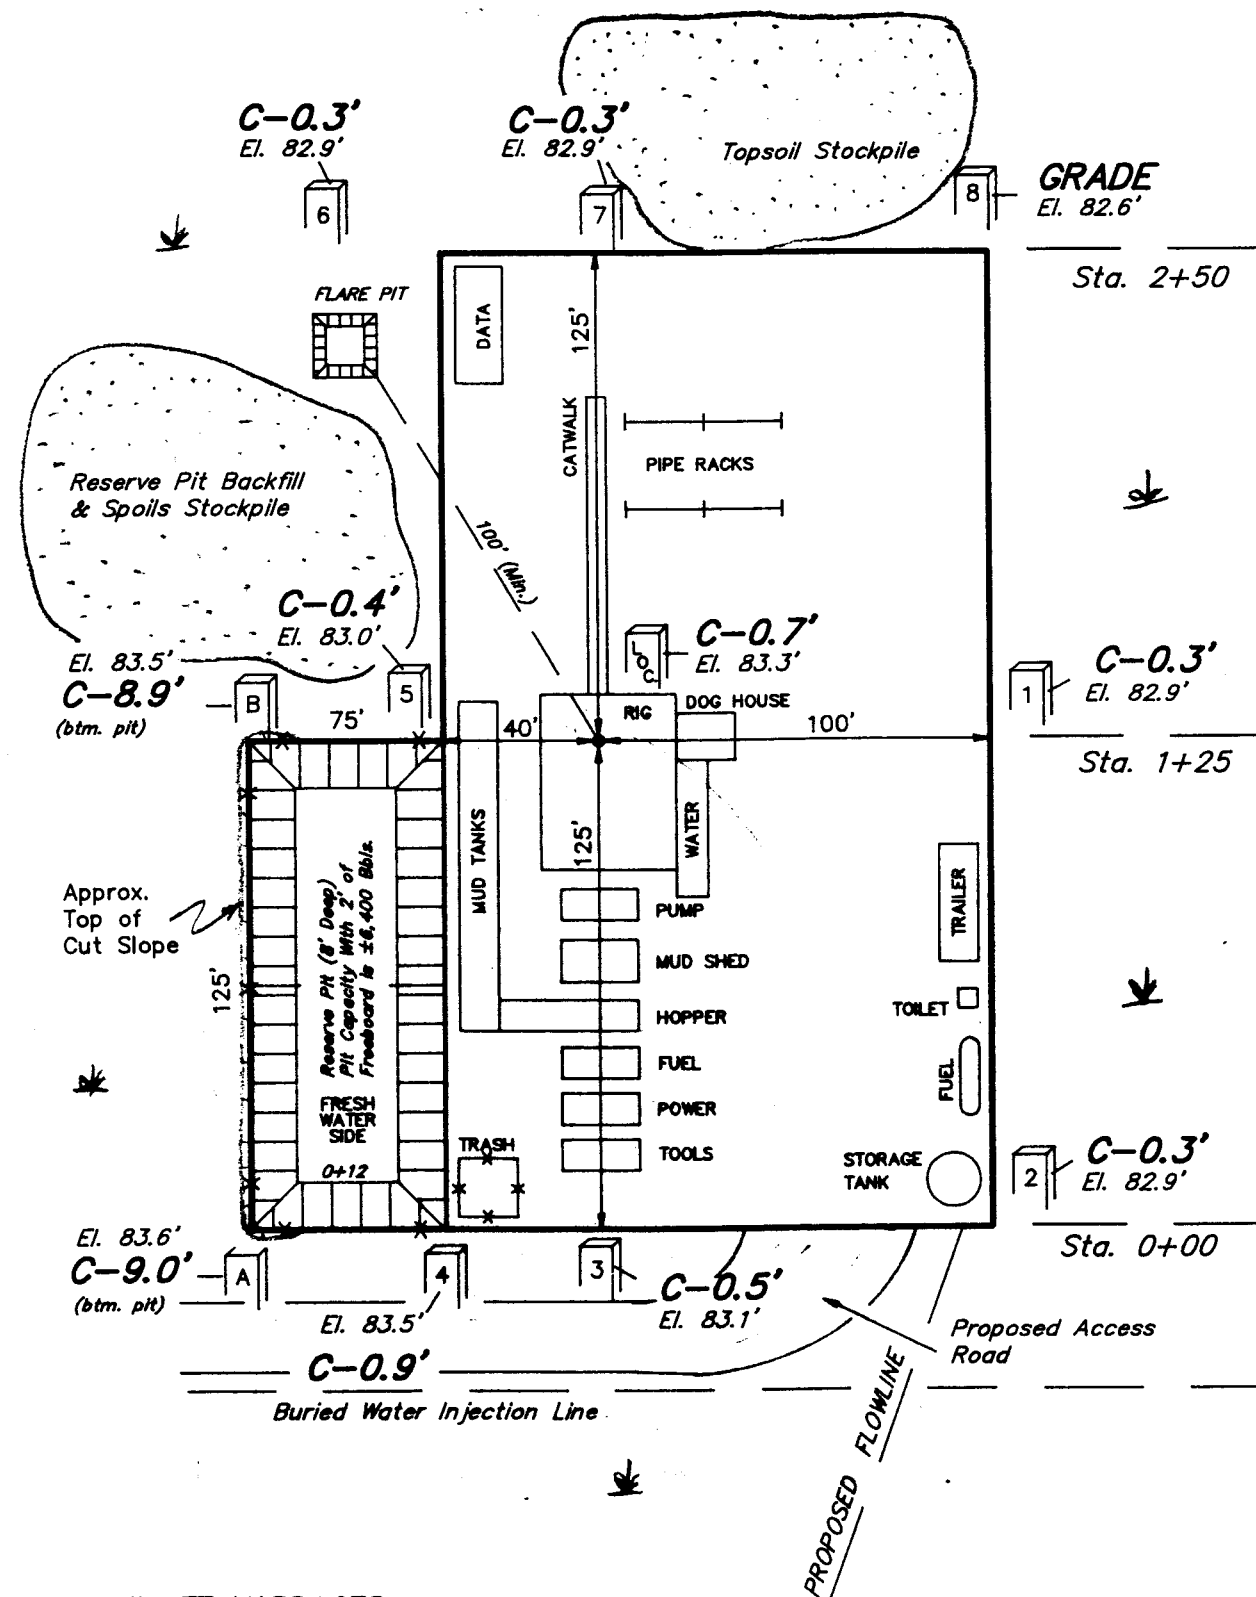 C-0.3'
El. 82.9'
6
C-0.3'
El. 82.9'
7
Topsoil Stockpile
8
GRADE
El. 82.6'
Sta. 2+50
FLARE PIT
DATA
125'
CATWALK
PIPE RACKS
Reserve Pit Backfill
& Spoils Stockpile
100' (Min.)
C-0.4'
El. 83.0'
5
El. 83.5'
C-8.9'
(btm. pit)
B
75'
LOC.
C-0.7'
El. 83.3'
RIG
DOG HOUSE
40'
100'
1
C-0.3'
El. 82.9'
Sta. 1+25
MUD TANKS
125'
WATER
Approx.
Top of
Cut Slope
125'
Reserve Pit (8' Deep)
Pit Capacity With 2' of
Freeboard is ±6,400 Bbls.
FRESH
WATER
SIDE
0+12
PUMP
MUD SHED
HOPPER
FUEL
POWER
TOOLS
TRASH
TRAILER
TOILET
FUEL
STORAGE
TANK
2
C-0.3'
El. 82.9'
Sta. 0+00
El. 83.6'
C-9.0'
(btm. pit)
A
4
El. 83.5'
C-0.9'
3
C-0.5'
El. 83.1'
Proposed Access
Road
Buried Water Injection Line
PROPOSED FLOWLINE